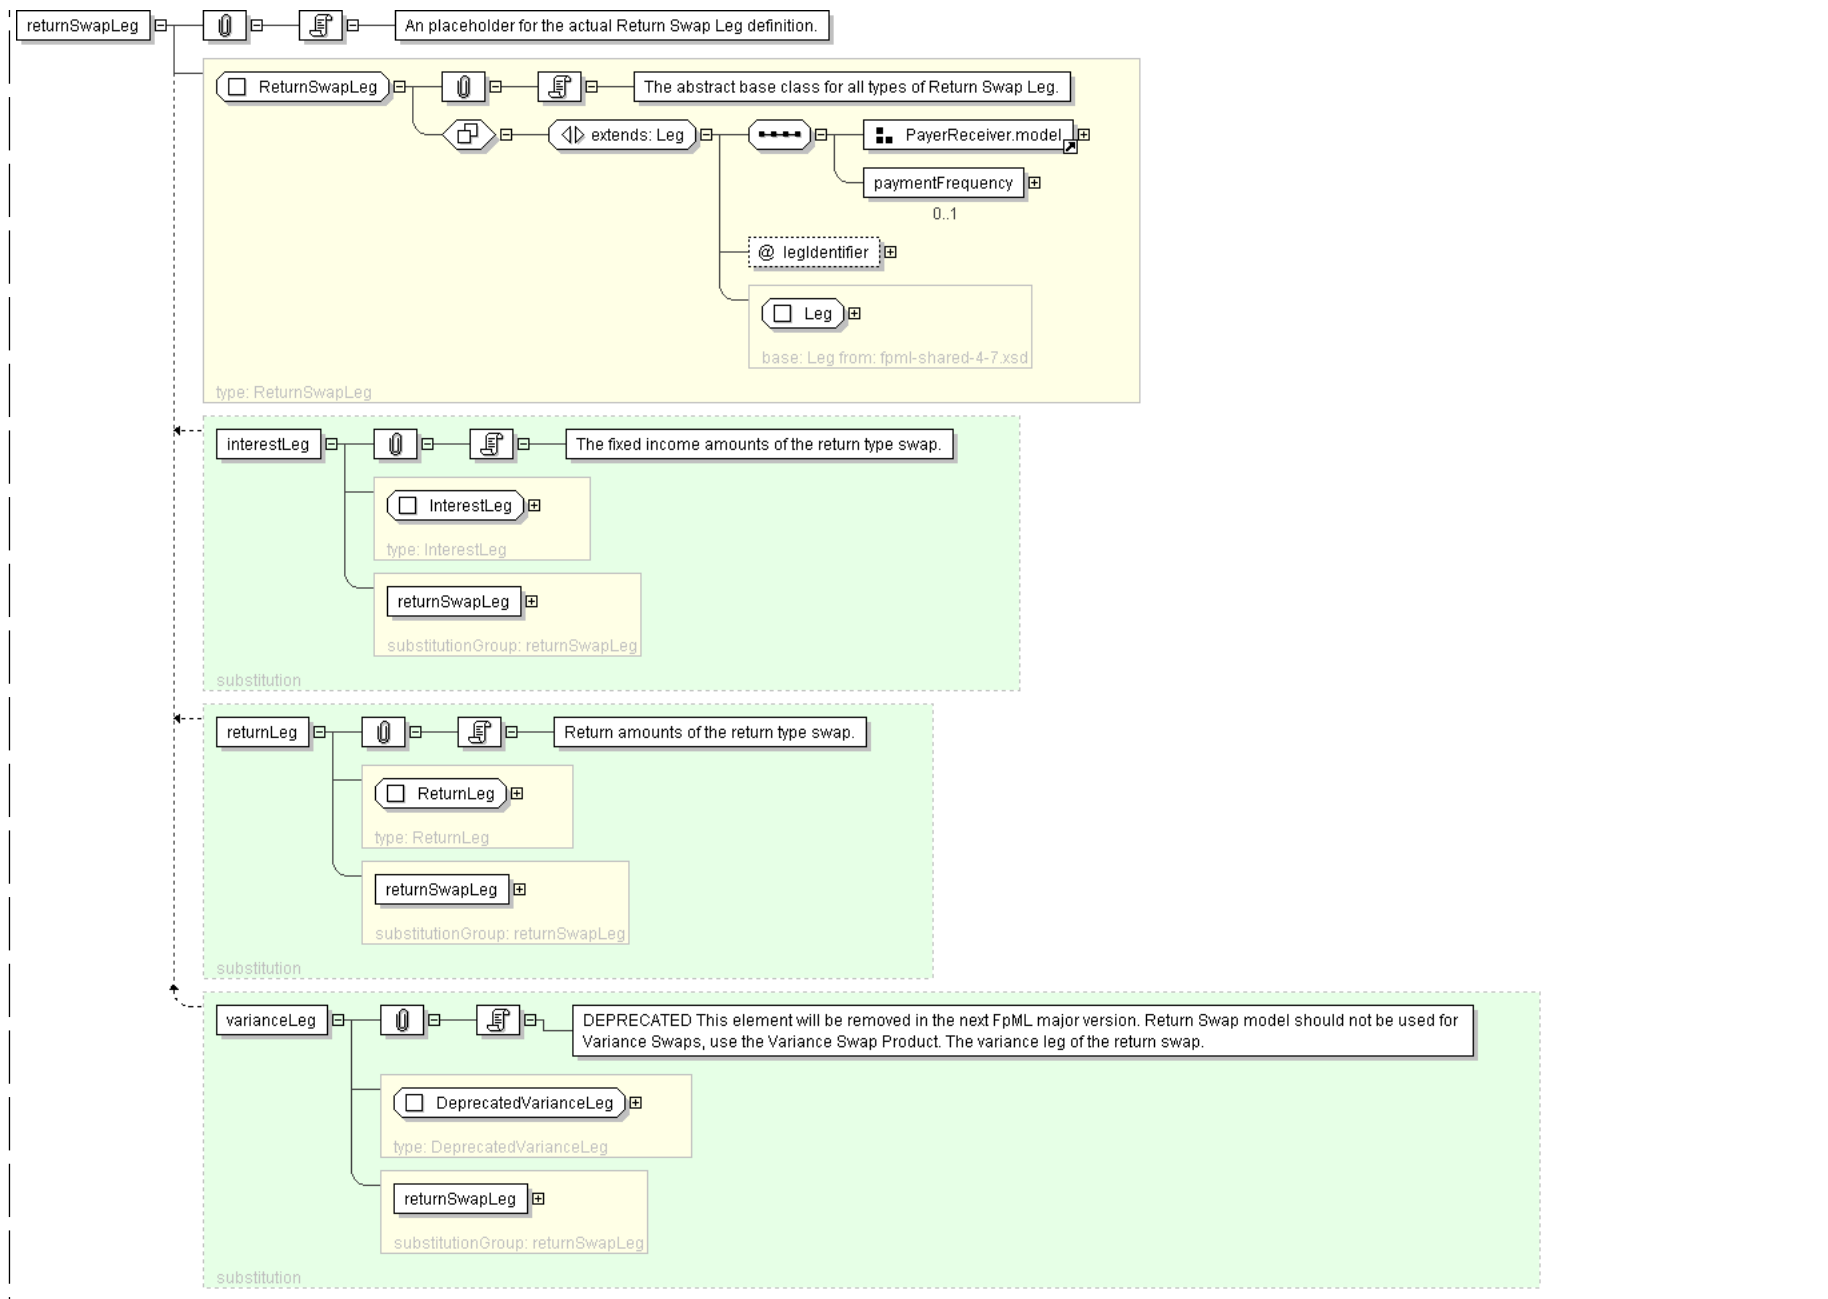 returnSwapLeg
An placeholder for the actual Return Swap Leg definition.
ReturnSwapLeg
The abstract base class for all types of Return Swap Leg.
extends: Leg
PayerReceiver.model
paymentFrequency
0..1
@ legIdentifier
Leg
base: Leg from: fpml-shared-4-7.xsd
type: ReturnSwapLeg
interestLeg
The fixed income amounts of the return type swap.
InterestLeg
type: InterestLeg
returnSwapLeg
substitutionGroup: returnSwapLeg
substitution
returnLeg
Return amounts of the return type swap.
ReturnLeg
type: ReturnLeg
returnSwapLeg
substitutionGroup: returnSwapLeg
substitution
varianceLeg
DEPRECATED This element will be removed in the next FpML major version. Return Swap model should not be used for
Variance Swaps, use the Variance Swap Product. The variance leg of the return swap.
DeprecatedVarianceLeg
type: DeprecatedVarianceLeg
returnSwapLeg
substitutionGroup: returnSwapLeg
substitution